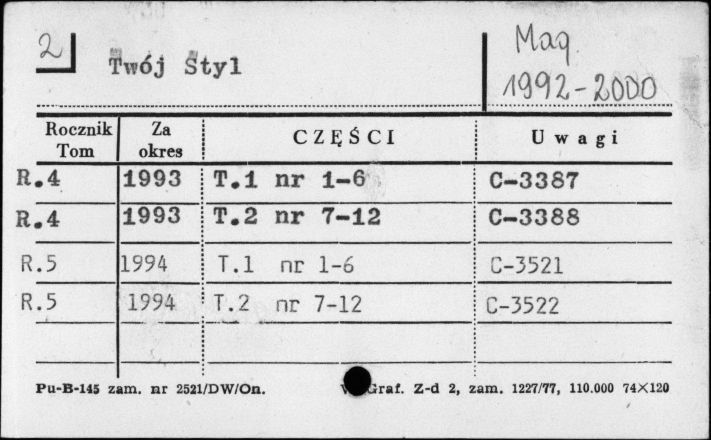 2
Twój Styl
Mag
1992-2000
Rocznik Tom Za okres CZĘŚCI Uwagi
R.4 1993 T.1 nr 1-6 C-3387
R.4 1993 T.2 nr 7-12 C-3388
R.5 1994 T.1 nr 1-6 C-3521
R.5 1994 T.2 nr 7-12 C-3522
Pu-B-145 zam. nr 2521/DW/On. Graf. Z-d 2, zam. 1227/77, 110.000 74×120